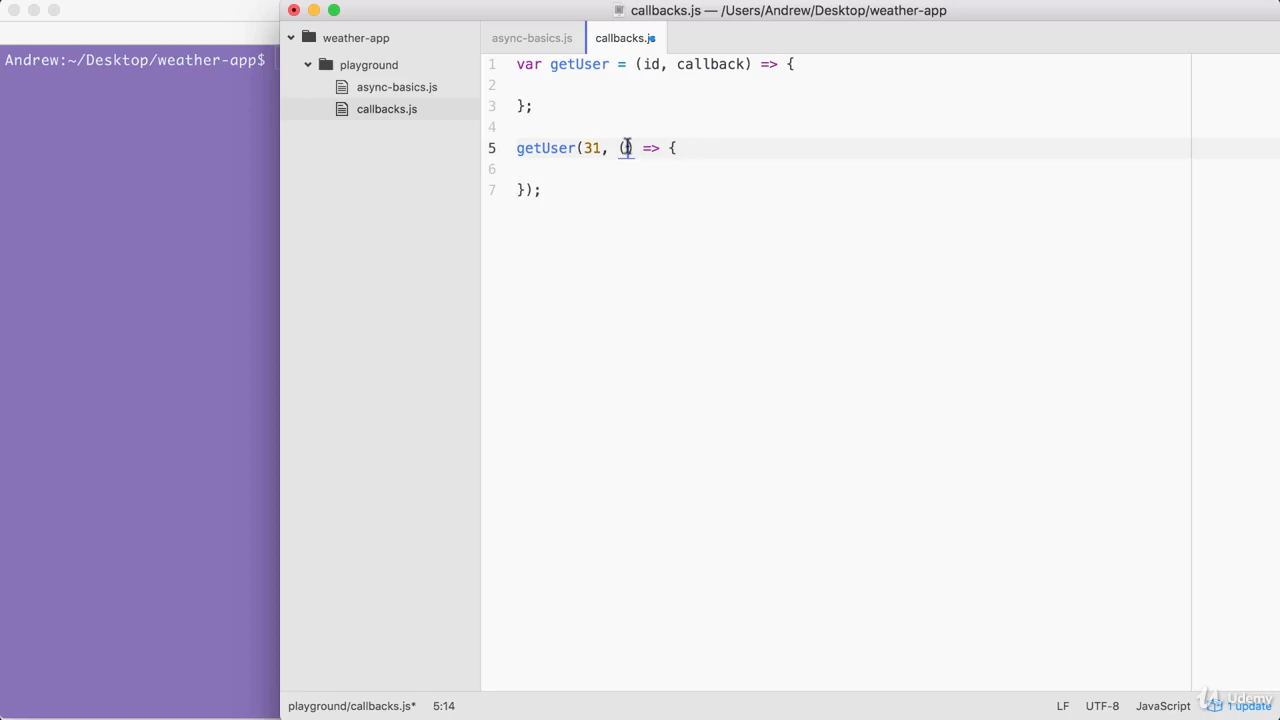 callbacks.js — /Users/Andrew/Desktop/weather-app
Andrew:~/Desktop/weather-app$
weather-app
playground
async-basics.js
callbacks.js
async-basics.js
callbacks.js
1 var getUser = (id, callback) => {
2
3 };
4
5 getUser(31, () => {
6
7 });
playground/callbacks.js* 5:14
LF UTF-8 JavaScript 1 update
Udemy